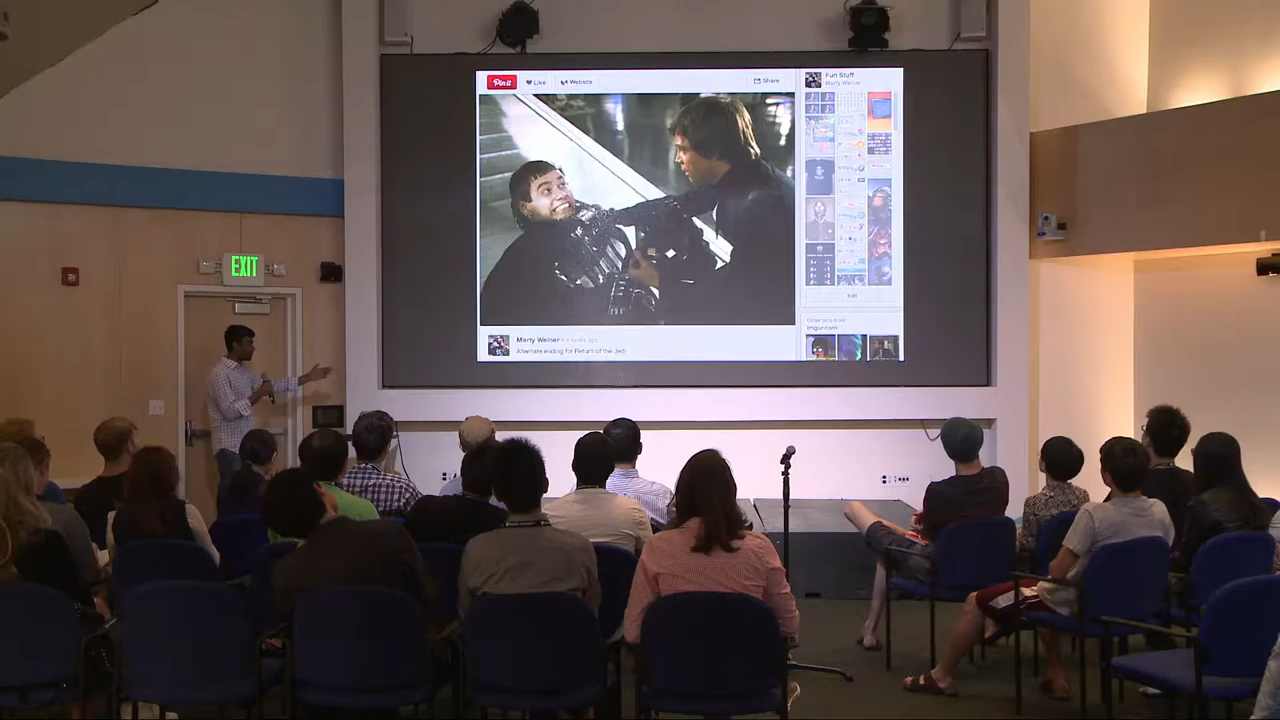 Pin it
Like
Website
Share
Fun Stuff
Marty Weiner
EXIT
Edit
imgur.com
Marty Weiner
Alternate ending for Return of the Jedi